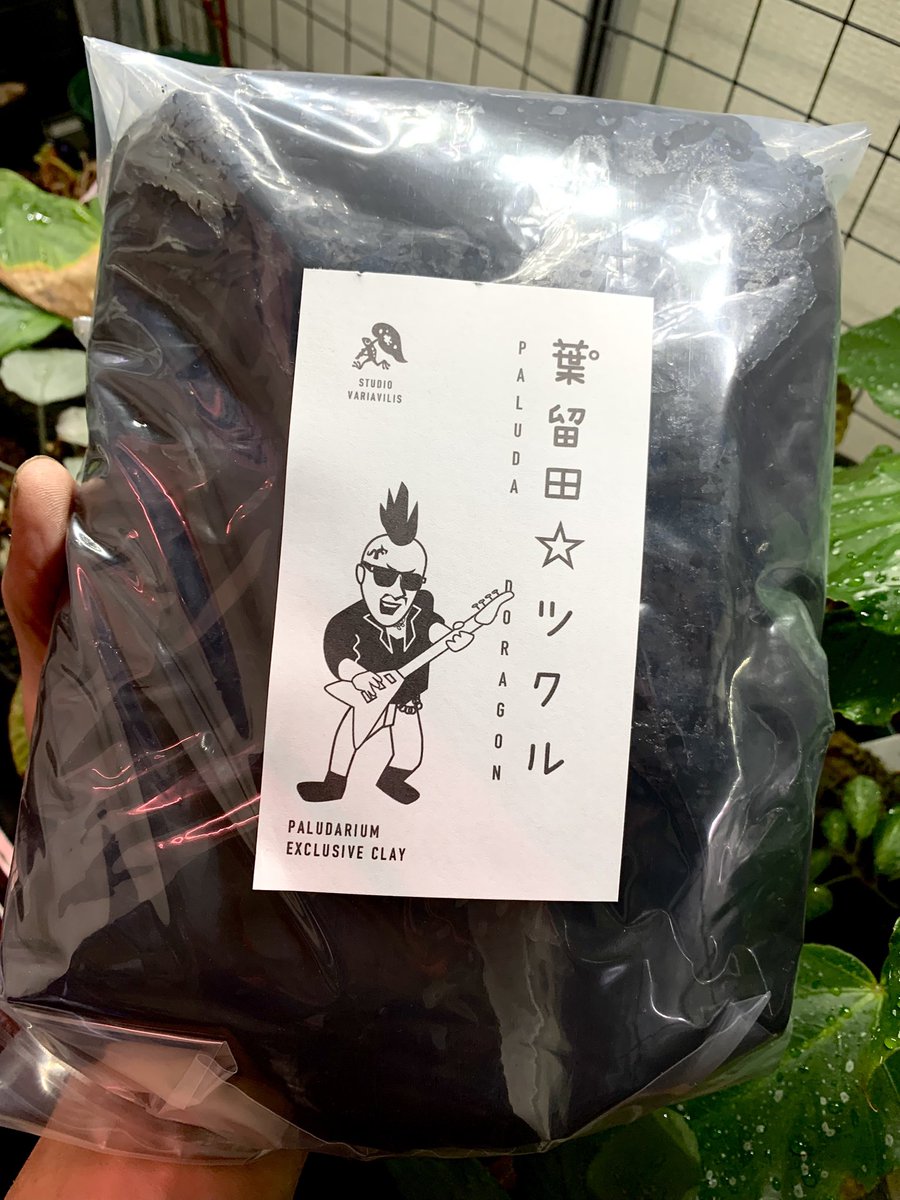 葉゜留田☆ツクル
PALUDA
DORAGON
STUDIO
VARIAVILIS
PALUDARIUM
EXCLUSIVE CLAY